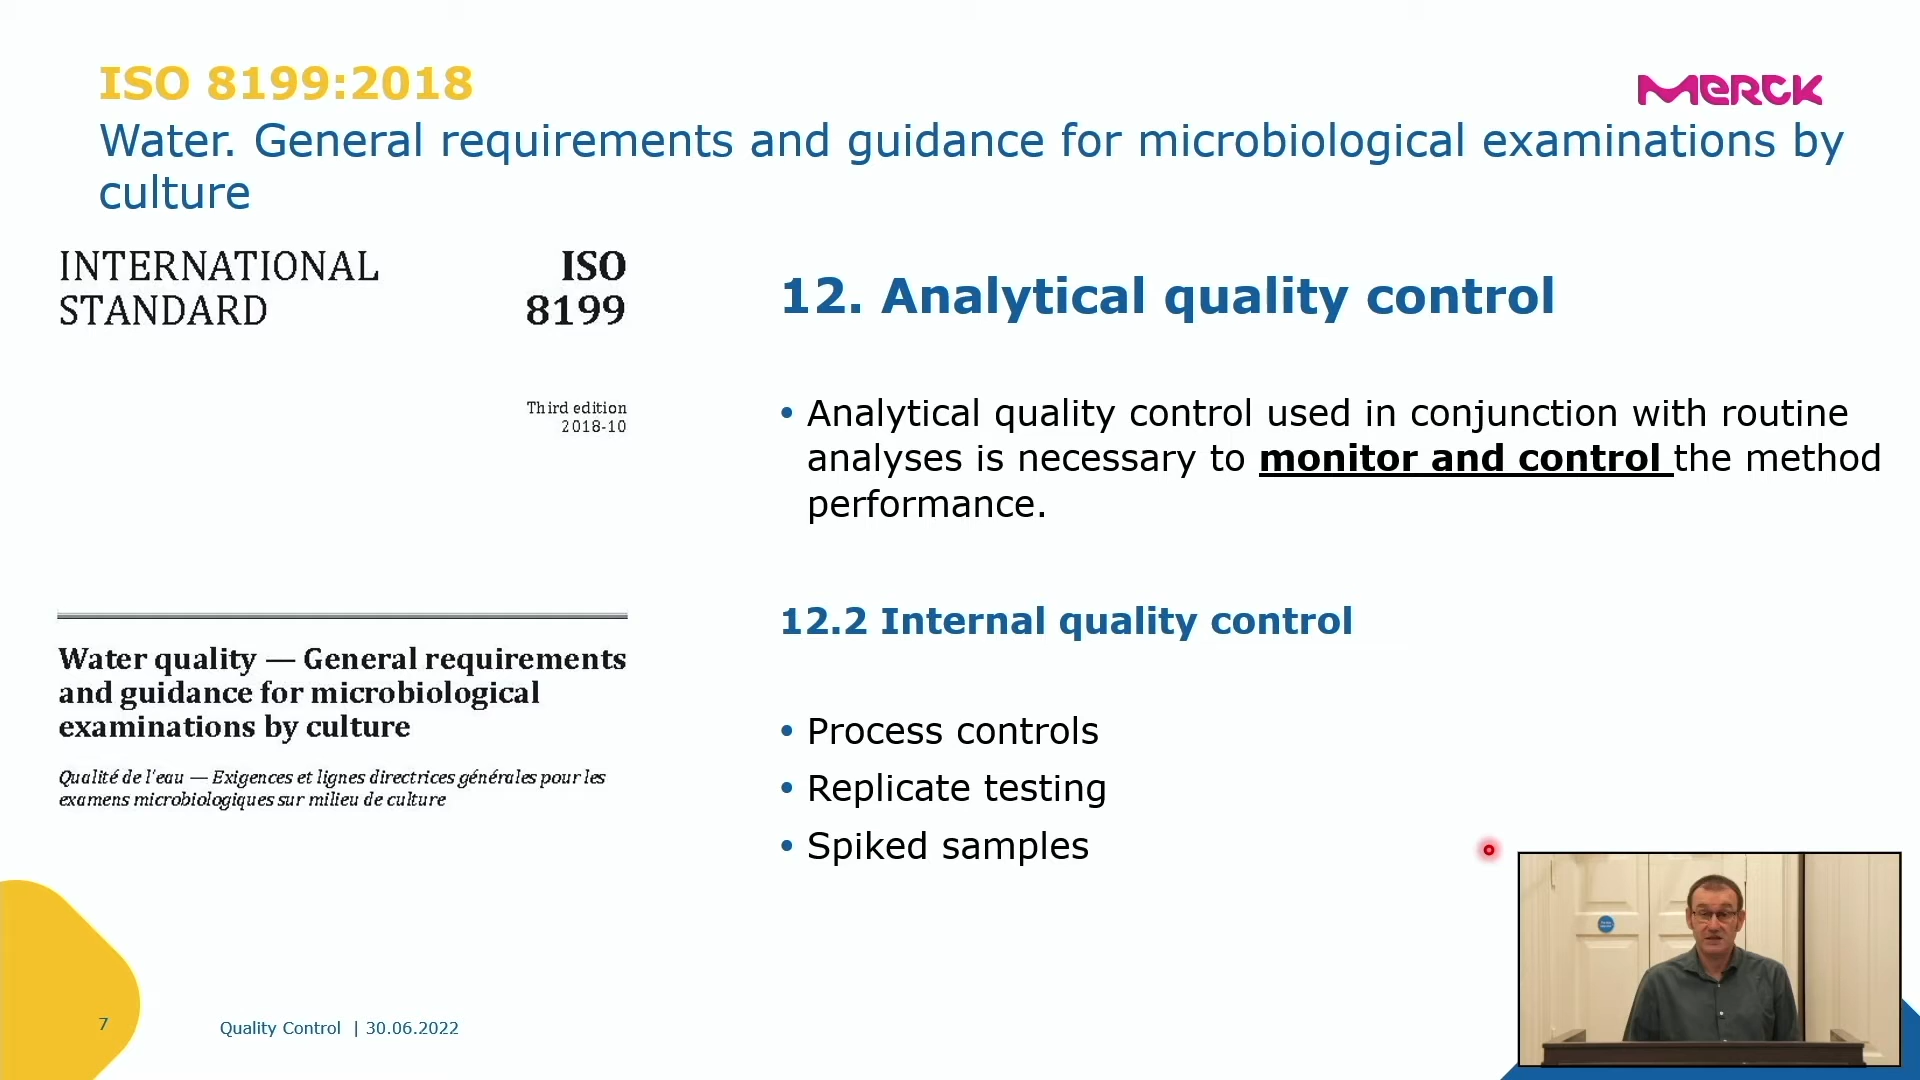 ISO 8199:2018
MERCK
Water. General requirements and guidance for microbiological examinations by
culture
INTERNATIONAL
STANDARD
ISO
8199
Third edition
2018-10
Water quality — General requirements
and guidance for microbiological
examinations by culture
Qualité de l'eau — Exigences et lignes directrices générales pour les
examens microbiologiques sur milieu de culture
12. Analytical quality control
• Analytical quality control used in conjunction with routine
analyses is necessary to monitor and control the method
performance.
12.2 Internal quality control
• Process controls
• Replicate testing
• Spiked samples
7
Quality Control | 30.06.2022